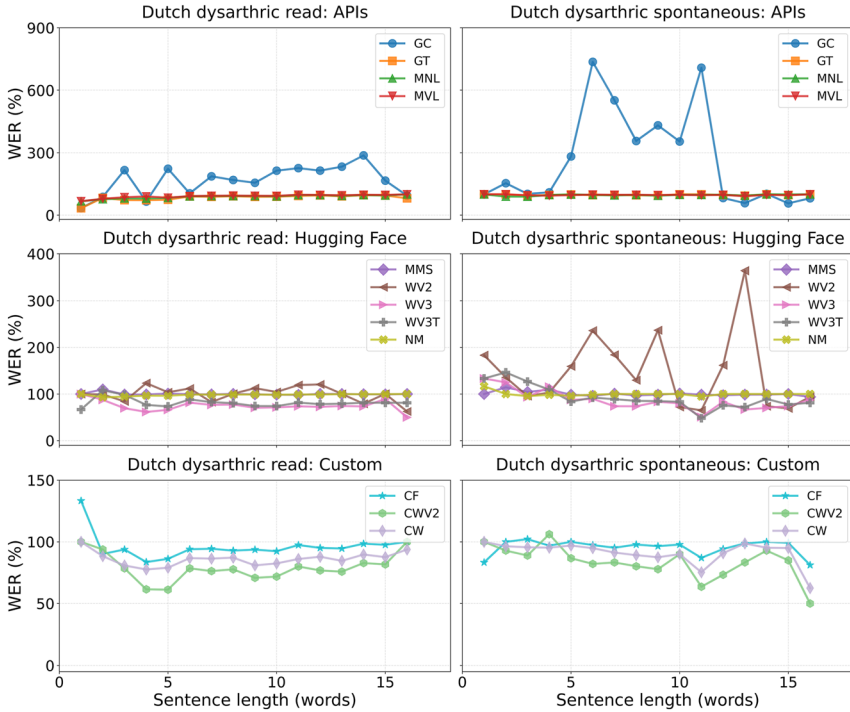 Dutch dysarthric read: APIs
WER (%)
900
600
300
0
GC
GT
MNL
MVL
Dutch dysarthric spontaneous: APIs
GC
GT
MNL
MVL
Dutch dysarthric read: Hugging Face
WER (%)
400
300
200
100
0
MMS
WV2
WV3
WV3T
NM
Dutch dysarthric spontaneous: Hugging Face
MMS
WV2
WV3
WV3T
NM
Dutch dysarthric read: Custom
WER (%)
150
100
50
0
CF
CWV2
CW
0 5 10 15
Sentence length (words)
Dutch dysarthric spontaneous: Custom
CF
CWV2
CW
0 5 10 15
Sentence length (words)